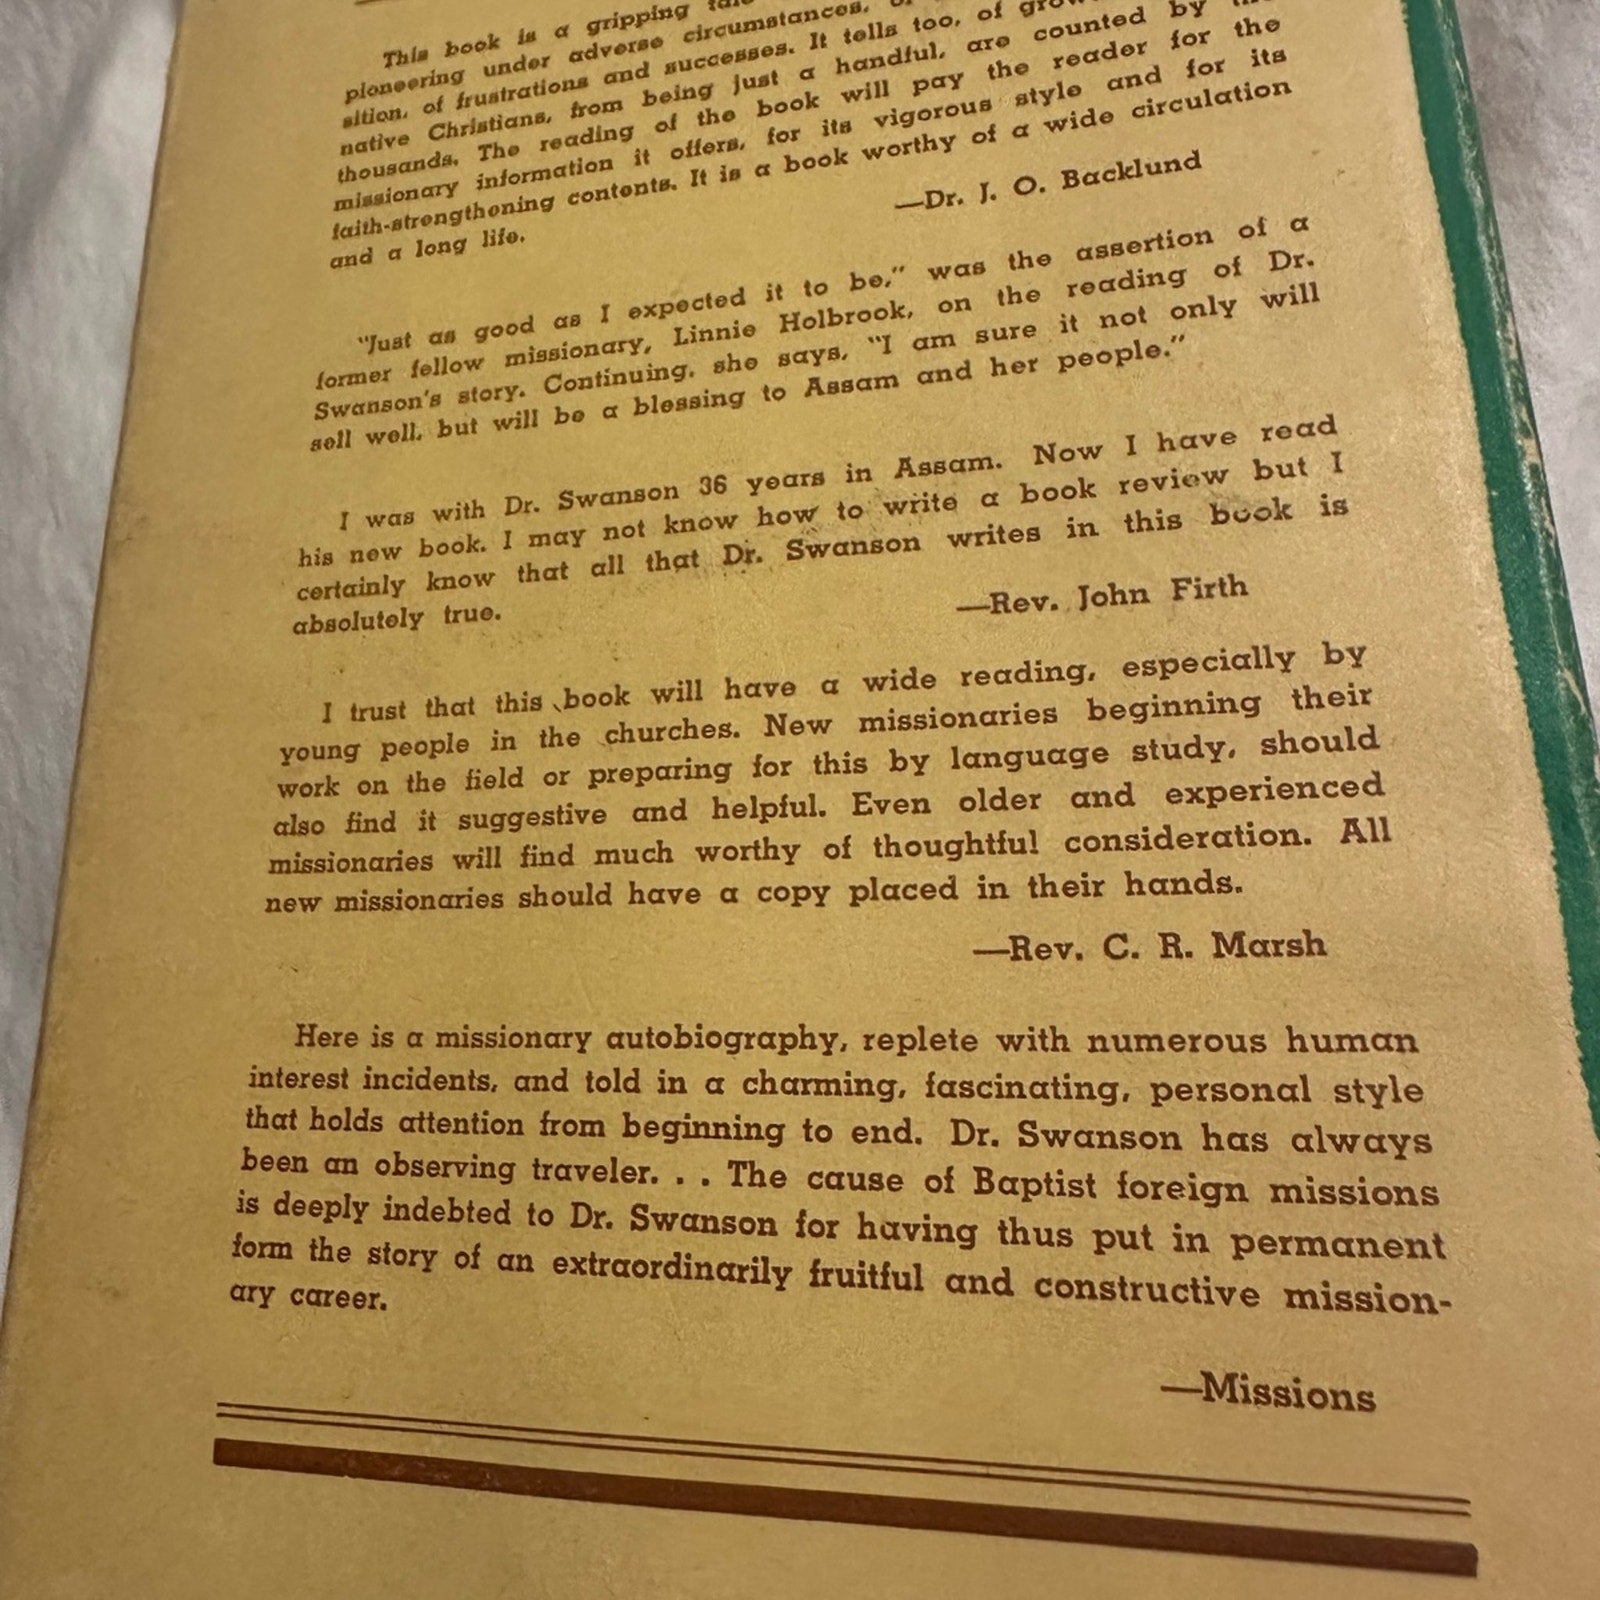 This book is a gripping
pioneering under adverse circumstances,
sition, of frustrations and successes. It tells too, of
native Christians, from being just a handful, are counted by
thousands. The reading of the book will pay the reader for the
missionary information it offers, for its vigorous style and for its
faith-strengthening contents. It is a book worthy of a wide circulation
and a long life.
—Dr. J. O. Backlund
"Just as good as I expected it to be," was the assertion of a
former fellow missionary, Linnie Holbrook, on the reading of Dr.
Swanson's story. Continuing, she says, "I am sure it not only will
sell well, but will be a blessing to Assam and her people."
I was with Dr. Swanson 36 years in Assam. Now I have read
his new book. I may not know how to write a book review but I
certainly know that all that Dr. Swanson writes in this book is
absolutely true.
—Rev. John Firth
I trust that this book will have a wide reading, especially by
young people in the churches. New missionaries beginning their
work on the field or preparing for this by language study, should
also find it suggestive and helpful. Even older and experienced
missionaries will find much worthy of thoughtful consideration. All
new missionaries should have a copy placed in their hands.
—Rev. C. R. Marsh
Here is a missionary autobiography, replete with numerous human
interest incidents, and told in a charming, fascinating, personal style
that holds attention from beginning to end. Dr. Swanson has always
been an observing traveler. . . The cause of Baptist foreign missions
is deeply indebted to Dr. Swanson for having thus put in permanent
form the story of an extraordinarily fruitful and constructive mission-
ary career.
—Missions